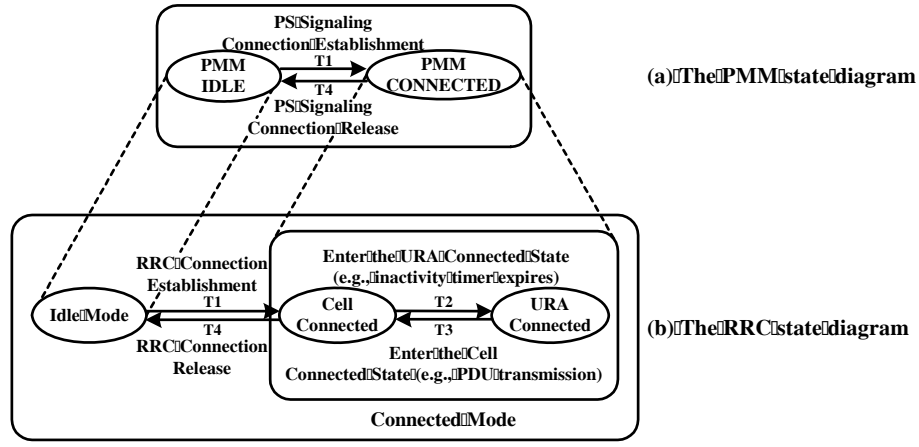 PS Signaling
Connection Establishment
PMM
IDLE
T1
T4
PMM
CONNECTED
PS Signaling
Connection Release
(a) The PMM state diagram
RRC Connection
Establishment
Idle Mode
T1
T4
RRC Connection
Release
Enter the URA Connected State
(e.g., inactivity timer expires)
Cell
Connected
T2
T3
URA
Connected
Enter the Cell
Connected State (e.g., PDU transmission)
(b) The RRC state diagram
Connected Mode